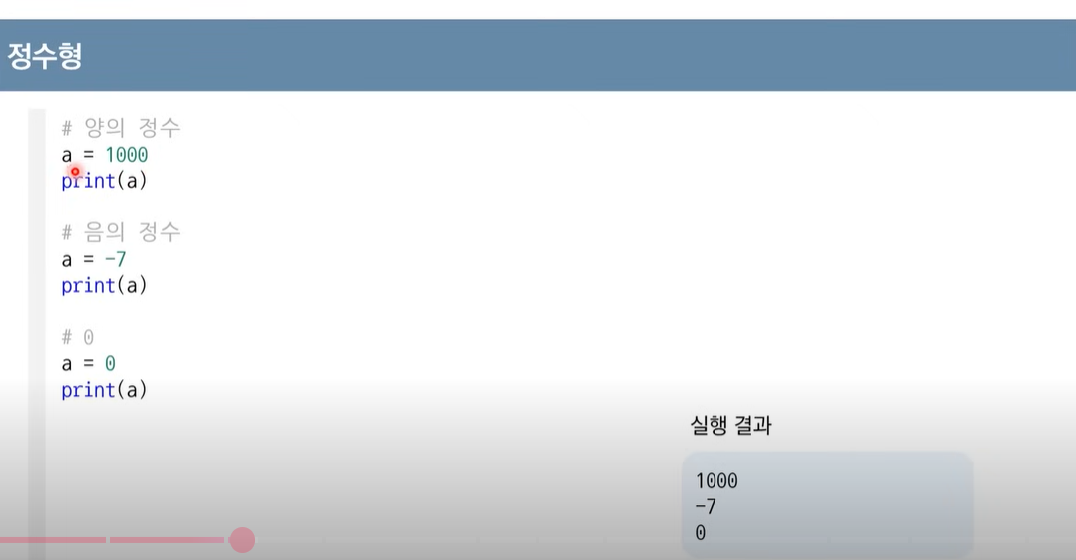 정수형
# 양의 정수
a = 1000
print(a)
# 음의 정수
a = -7
print(a)
# 0
a = 0
print(a)
실행 결과
1000
-7
0